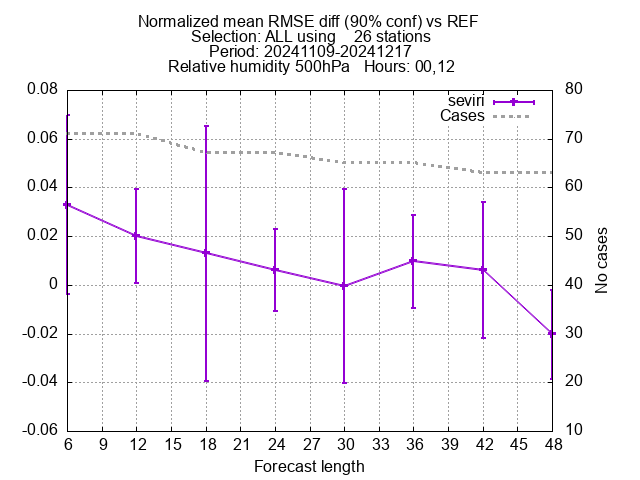 Normalized mean RMSE diff (90% conf) vs REF
Selection: ALL using    26 stations
Period: 20241109-20241217
Relative humidity 500hPa   Hours: 00,12
0.08
0.06
0.04
0.02
0
-0.02
-0.04
-0.06
80
70
60
50
40
30
20
10
No cases
seviri
Cases
6 9 12 15 18 21 24 27 30 33 36 39 42 45 48
Forecast length